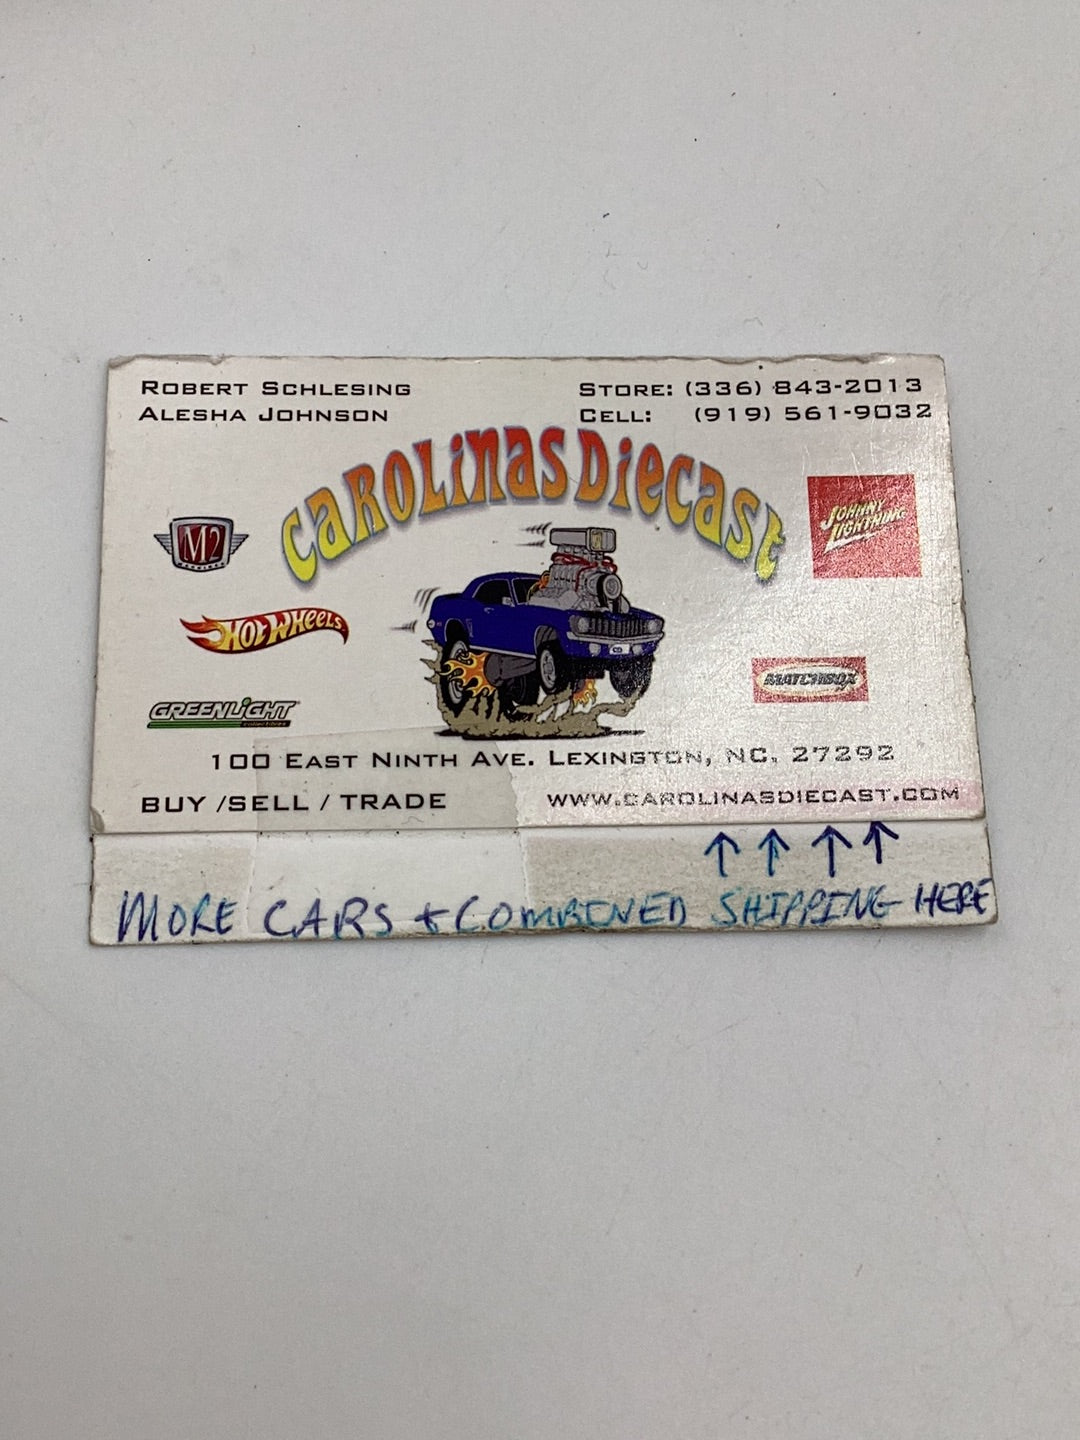 ROBERT SCHLESING
ALESHA JOHNSON
STORE: (336) 843-2013
CELL: (919) 561-9032
CAROLINAS DIECAST
M2
MACHINES
JOHNNY
LIGHTNING
HOT WHEELS
MATCHBOX
GREENLIGHT
collectibles
100 EAST NINTH AVE. LEXINGTON, NC. 27292
BUY /SELL / TRADE
WWW.CAROLINASDIECAST.COM
↑ ↑ ↑ ↑
MORE CARS + COMBINED SHIPPING HERE